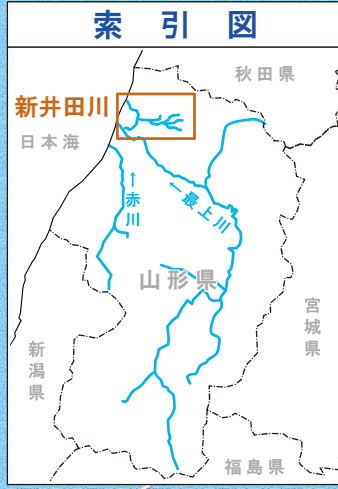 索引図
秋田県
新井田川
日本海
←赤川
←最上川
山形県
宮城県
新潟県
福島県